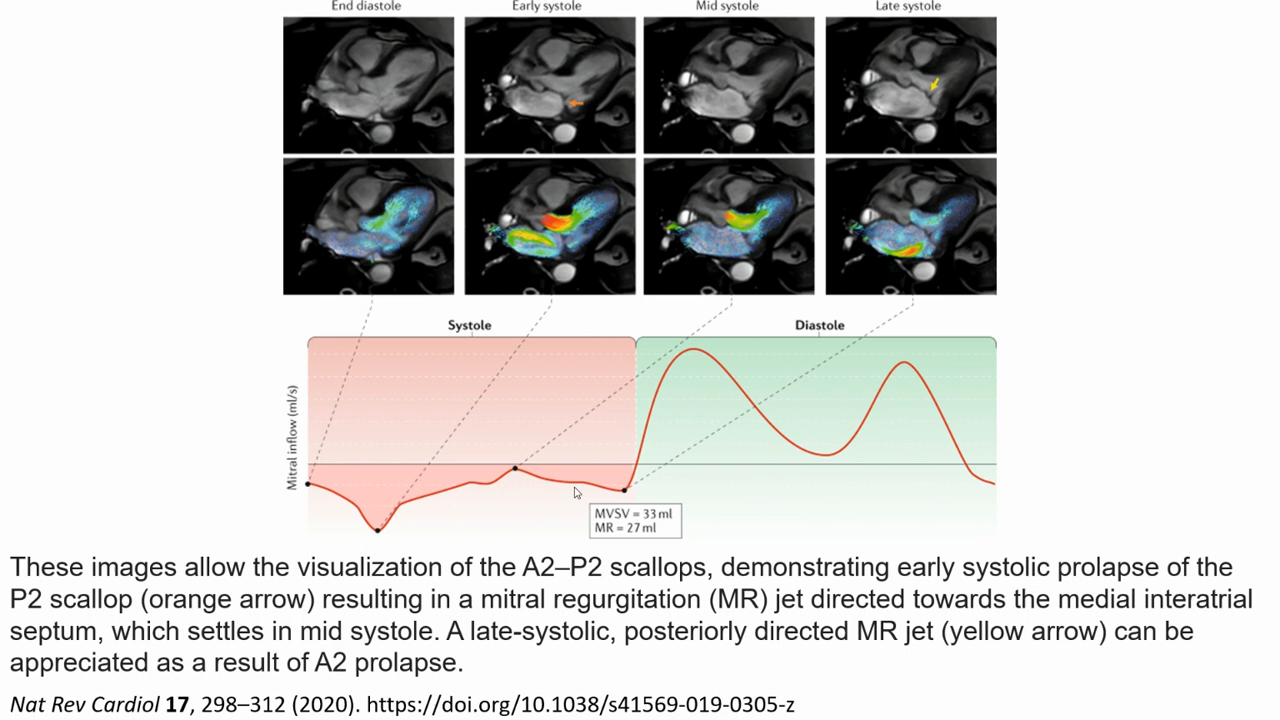 End diastole
Early systole
Mid systole
Late systole
Systole
Diastole
Mitral inflow (ml/s)
MVSV = 33 ml
MR = 27 ml
These images allow the visualization of the A2–P2 scallops, demonstrating early systolic prolapse of the
P2 scallop (orange arrow) resulting in a mitral regurgitation (MR) jet directed towards the medial interatrial
septum, which settles in mid systole. A late-systolic, posteriorly directed MR jet (yellow arrow) can be
appreciated as a result of A2 prolapse.
Nat Rev Cardiol 17, 298–312 (2020). https://doi.org/10.1038/s41569-019-0305-z